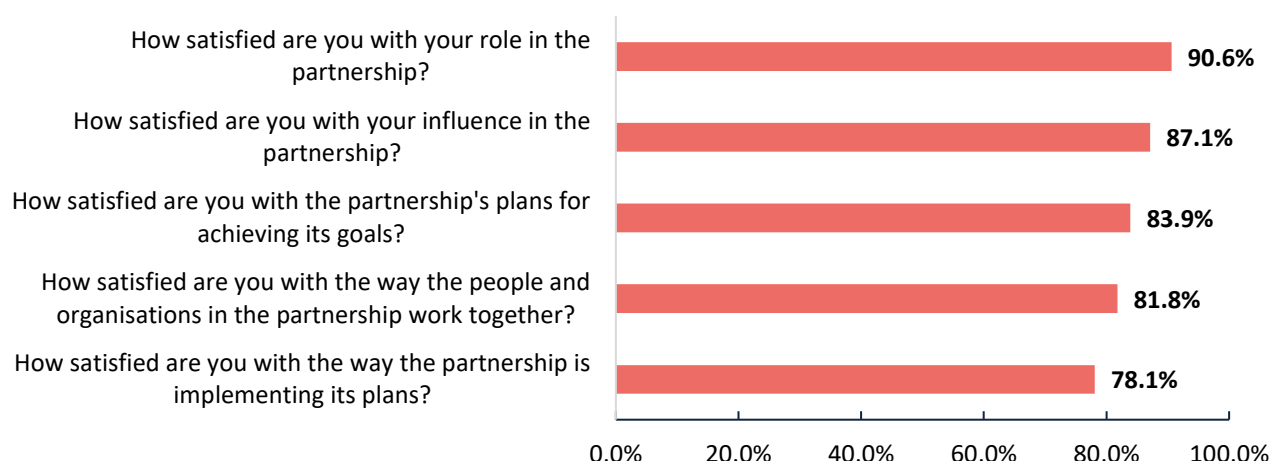 How satisfied are you with your role in the
partnership?
90.6%
How satisfied are you with your influence in the
partnership?
87.1%
How satisfied are you with the partnership's plans for
achieving its goals?
83.9%
How satisfied are you with the way the people and
organisations in the partnership work together?
81.8%
How satisfied are you with the way the partnership is
implementing its plans?
78.1%
0.0% 20.0% 40.0% 60.0% 80.0% 100.0%